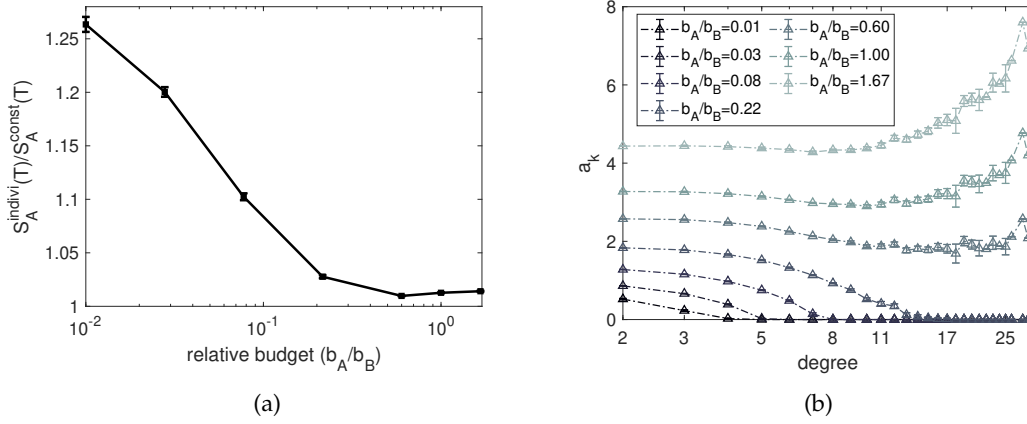 1.25
1.2
1.15
1.1
1.05
1
10^-2
10^-1
10^0
S_A^indivi(T)/S_A^const(T)
relative budget (b_A/b_B)
(a)
8
6
4
2
0
a_k
b_A/b_B=0.01
b_A/b_B=0.03
b_A/b_B=0.08
b_A/b_B=0.22
b_A/b_B=0.60
b_A/b_B=1.00
b_A/b_B=1.67
2 3 5 8 11 17 25
degree
(b)